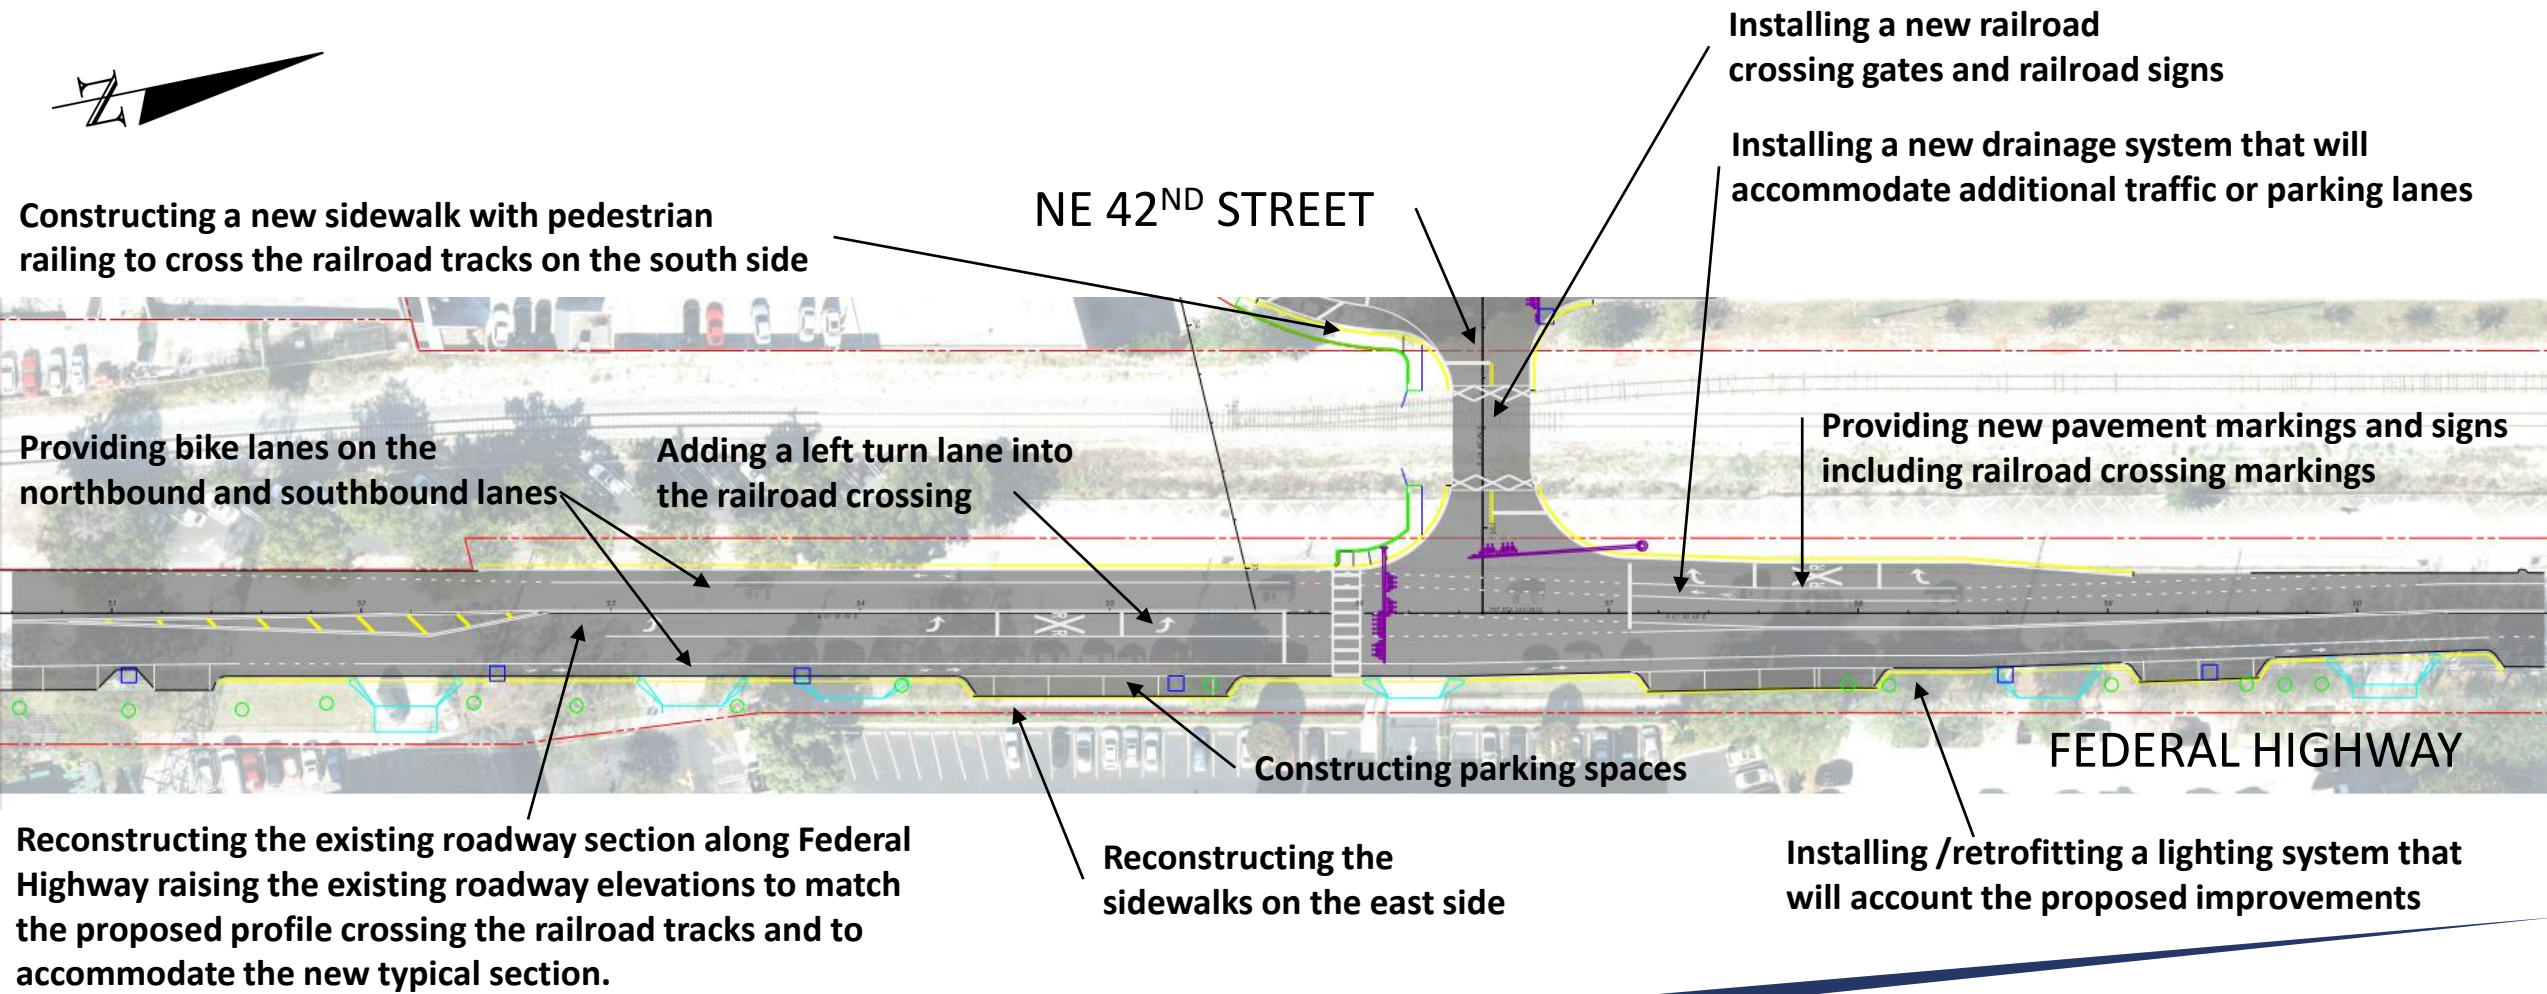 Installing a new railroad
crossing gates and railroad signs
N
Installing a new drainage system that will
accommodate additional traffic or parking lanes
NE 42ND STREET
Constructing a new sidewalk with pedestrian
railing to cross the railroad tracks on the south side
Providing bike lanes on the
northbound and southbound lanes
Adding a left turn lane into
the railroad crossing
Providing new pavement markings and signs
including railroad crossing markings
FEDERAL HIGHWAY
Constructing parking spaces
Reconstructing the existing roadway section along Federal
Highway raising the existing roadway elevations to match
the proposed profile crossing the railroad tracks and to
accommodate the new typical section.
Reconstructing the
sidewalks on the east side
Installing /retrofitting a lighting system that
will account the proposed improvements